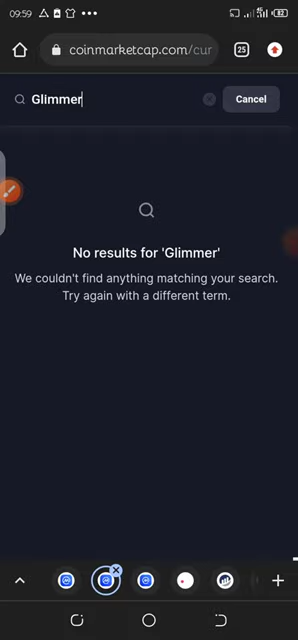 09:59
82
coinmarketcap.com/cur
25
Glimmer
Cancel
No results for 'Glimmer'
We couldn't find anything matching your search.
Try again with a different term.